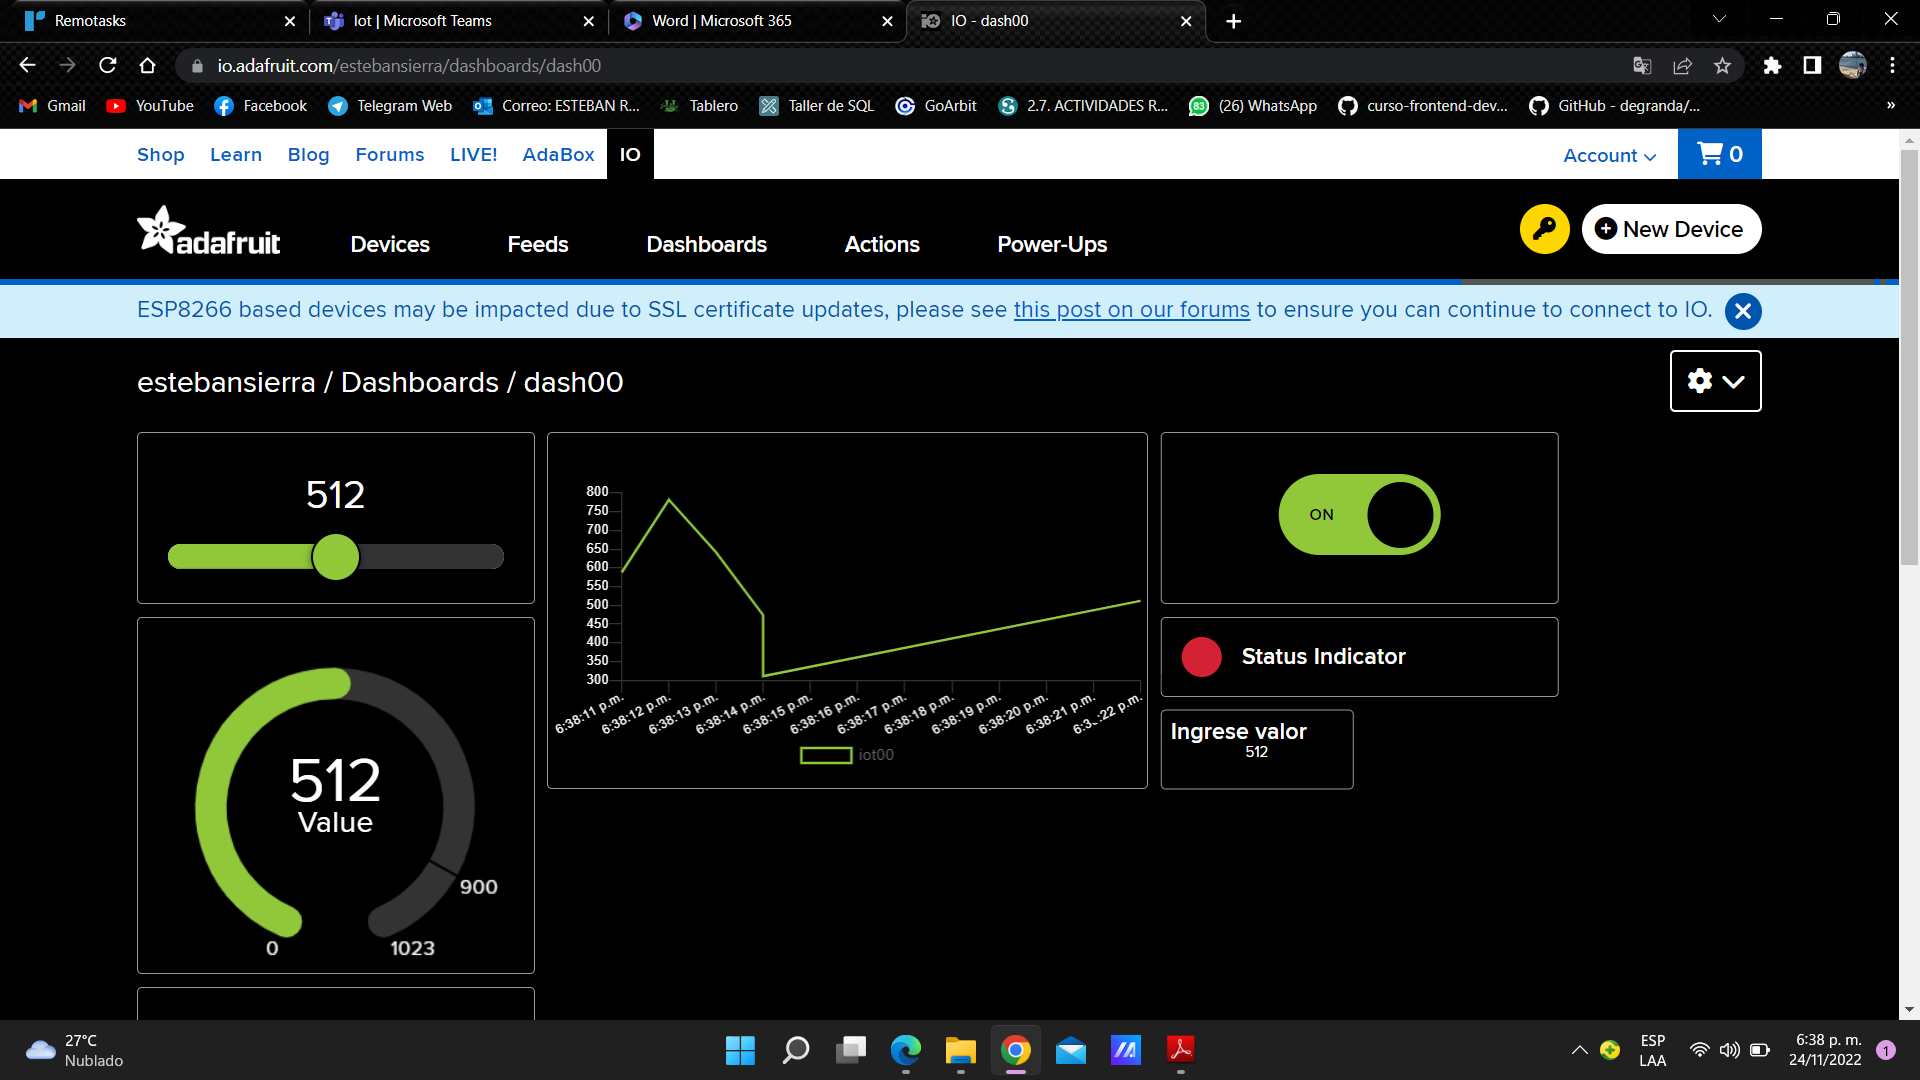 Remotasks
Iot | Microsoft Teams
Word | Microsoft 365
IO - dash00
io.adafruit.com/estebansierra/dashboards/dash00
Gmail
YouTube
Facebook
Telegram Web
Correo: ESTEBAN R...
Tablero
Taller de SQL
GoArbit
2.7. ACTIVIDADES R...
(26) WhatsApp
curso-frontend-dev...
GitHub - degranda/...
»
Shop
Learn
Blog
Forums
LIVE!
AdaBox
IO
Account
0
adafruit
Devices
Feeds
Dashboards
Actions
Power-Ups
New Device
ESP8266 based devices may be impacted due to SSL certificate updates, please see this post on our forums to ensure you can continue to connect to IO.
estebansierra / Dashboards / dash00
512
800
750
700
650
600
550
500
450
400
350
300
6:38:11 p.m.
6:38:12 p.m.
6:38:13 p.m.
6:38:14 p.m.
6:38:15 p.m.
6:38:16 p.m.
6:38:17 p.m.
6:38:18 p.m.
6:38:19 p.m.
6:38:20 p.m.
6:38:21 p.m.
iot00
ON
Status Indicator
Ingrese valor
512
512
Value
900
0
1023
27°C
Nublado
ESP
LAA
6:38 p. m.
24/11/2022
1